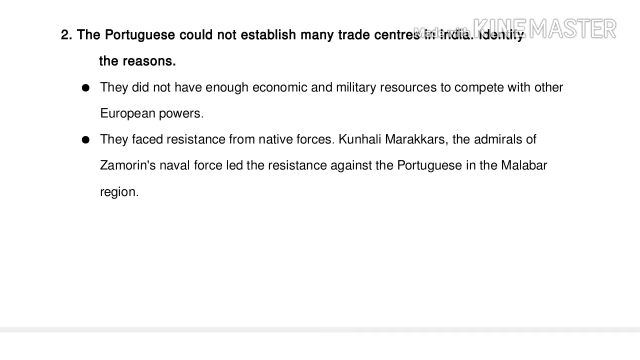 Made with KINEMASTER
2. The Portuguese could not establish many trade centres in India. Identify
the reasons.
● They did not have enough economic and military resources to compete with other
European powers.
● They faced resistance from native forces. Kunhali Marakkars, the admirals of
Zamorin's naval force led the resistance against the Portuguese in the Malabar
region.